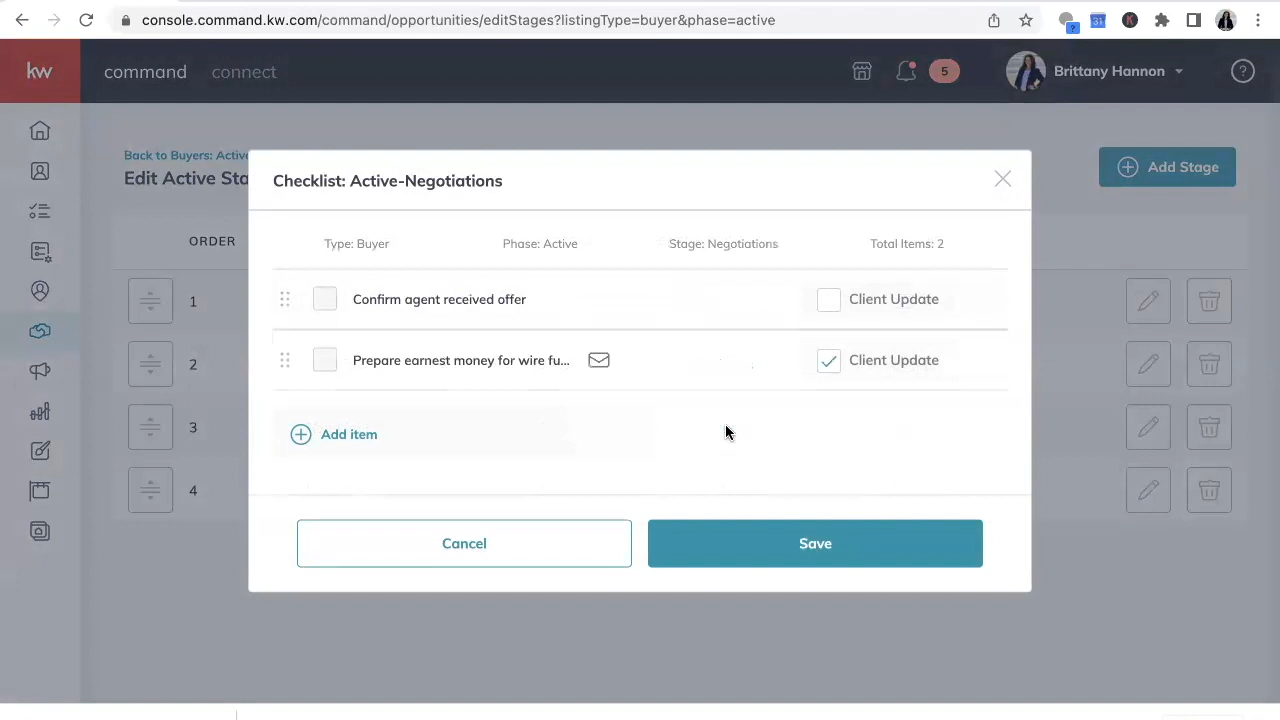 console.command.kw.com/command/opportunities/editStages?listingType=buyer&phase=active
31
?
K
kw
command
connect
5
Brittany Hannon
?
Back to Buyers: Active
Edit Active Sta
Add Stage
ORDER
1
2
3
4
Checklist: Active-Negotiations
Type: Buyer
Phase: Active
Stage: Negotiations
Total Items: 2
Confirm agent received offer
Client Update
Prepare earnest money for wire fu...
Client Update
Add item
Cancel
Save